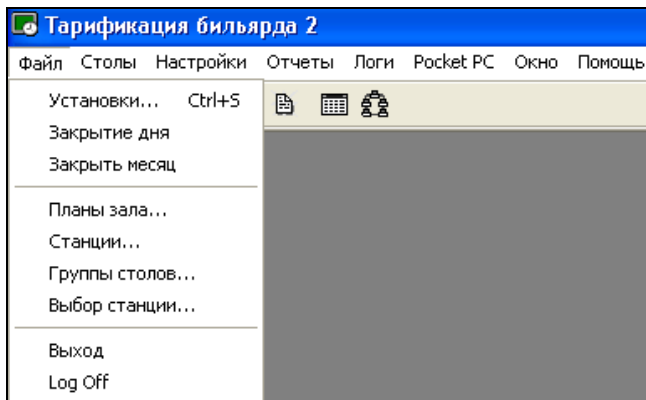 Тарификация бильярда 2
Файл Столы Настройки Отчеты Логи Pocket PC Окно Помощь
Установки... Ctrl+S
Закрытие дня
Закрыть месяц
Планы зала...
Станции...
Группы столов...
Выбор станции...
Выход
Log Off